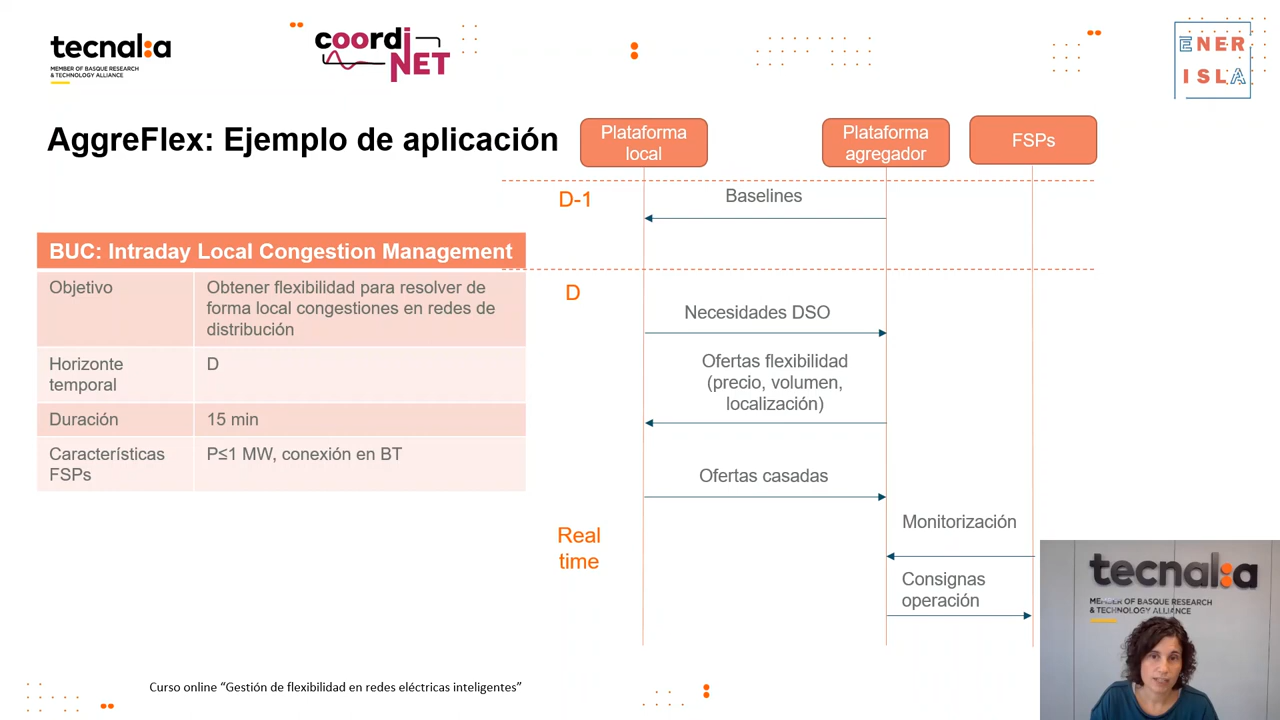 tecnal:a
MEMBER OF BASQUE RESEARCH
& TECHNOLOGY ALLIANCE
coordi
NET
ENER
ISLA
AggreFlex: Ejemplo de aplicación
Plataforma
local
Plataforma
agregador
FSPs
D-1
Baselines
BUC: Intraday Local Congestion Management
Objetivo
Obtener flexibilidad para resolver de
forma local congestiones en redes de
distribución
Horizonte
temporal
D
Duración
15 min
Características
FSPs
P≤1 MW, conexión en BT
D
Necesidades DSO
Ofertas flexibilidad
(precio, volumen,
localización)
Ofertas casadas
Real
time
Monitorización
Consignas
operación
tecnal:a
MEMBER OF BASQUE RESEARCH
& TECHNOLOGY ALLIANCE
Curso online “Gestión de flexibilidad en redes eléctricas inteligentes”